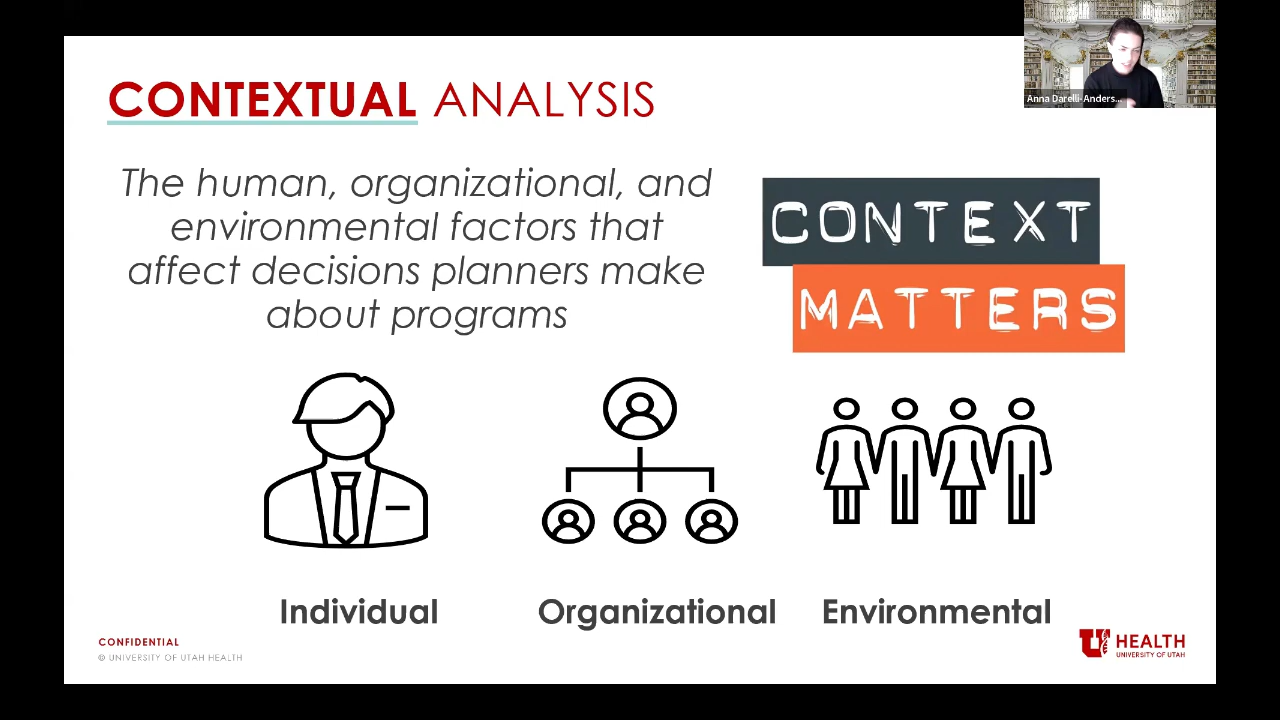 Anna Darelli-Anders...
CONTEXTUAL ANALYSIS
The human, organizational, and
environmental factors that
affect decisions planners make
about programs
CONTEXT
MATTERS
Individual
Organizational
Environmental
CONFIDENTIAL
© UNIVERSITY OF UTAH HEALTH
U HEALTH
UNIVERSITY OF UTAH